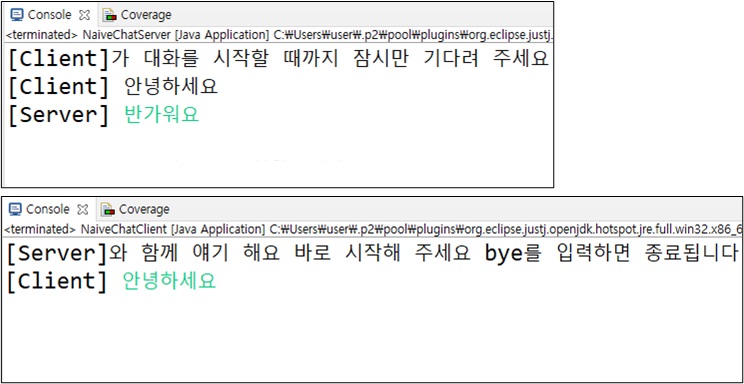 Console Coverage
<terminated> NaiveChatServer [Java Application] C:₩Users₩user₩.p2₩pool₩plugins₩org.eclipse.justj.
[Client]가 대화를 시작할 때까지 잠시만 기다려 주세요
[Client] 안녕하세요
[Server] 반가워요
Console Coverage
<terminated> NaiveChatClient [Java Application] C:₩Users₩user₩.p2₩pool₩plugins₩org.eclipse.justj.openjdk.hotspot.jre.full.win32.x86_6
[Server]와 함께 얘기 해요 바로 시작해 주세요 bye를 입력하면 종료됩니다
[Client] 안녕하세요